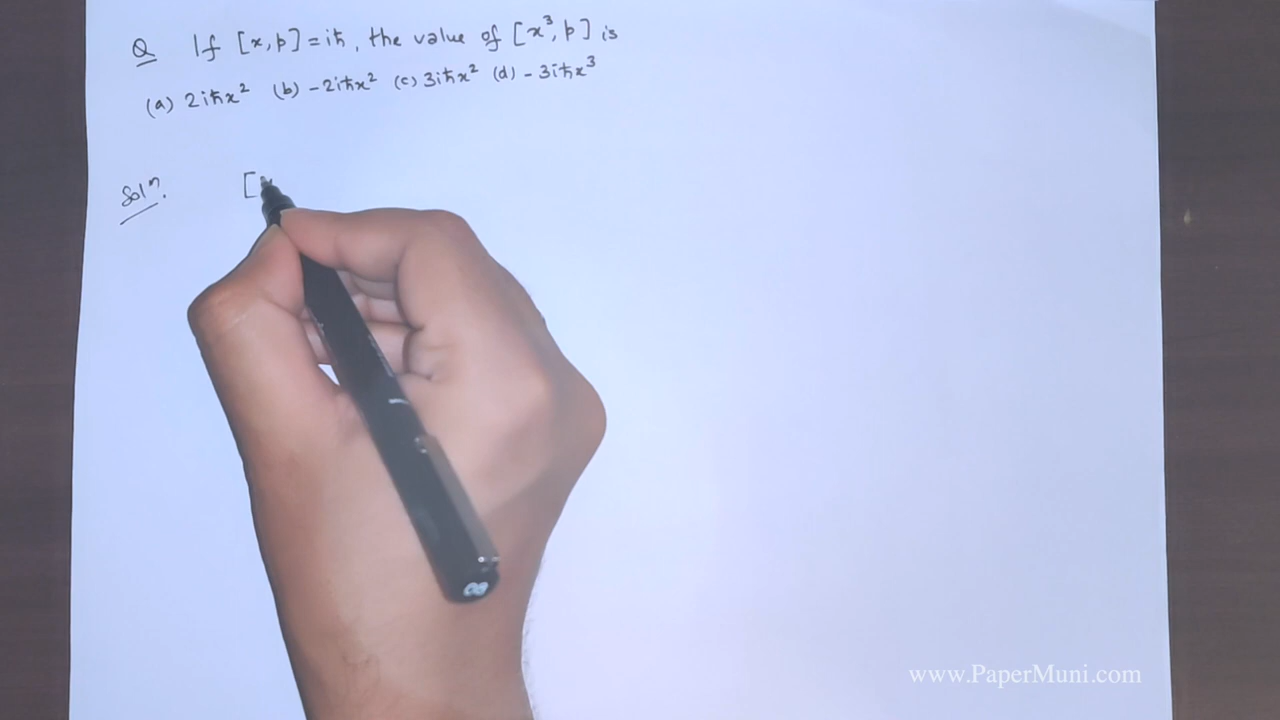 Q If [x, p] = iħ, the value of [x³, p] is
(a) 2iħx² (b) -2iħx² (c) 3iħx² (d) -3iħx³
Solⁿ. [x
www.PaperMuni.com